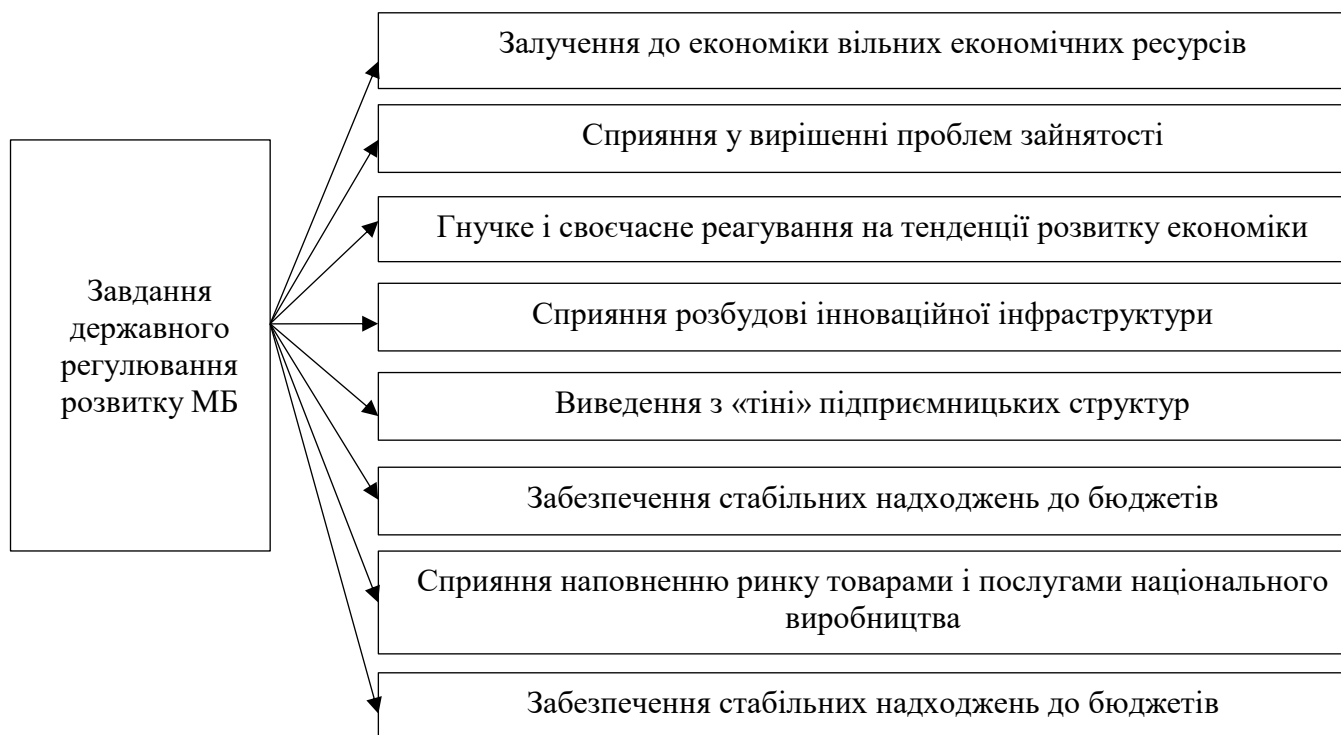 Залучення до економіки вільних економічних ресурсів
Сприяння у вирішенні проблем зайнятості
Гнучке і своєчасне реагування на тенденції розвитку економіки
Завдання
державного
регулювання
розвитку МБ
Сприяння розбудові інноваційної інфраструктури
Виведення з «тіні» підприємницьких структур
Забезпечення стабільних надходжень до бюджетів
Сприяння наповненню ринку товарами і послугами національного
виробництва
Забезпечення стабільних надходжень до бюджетів